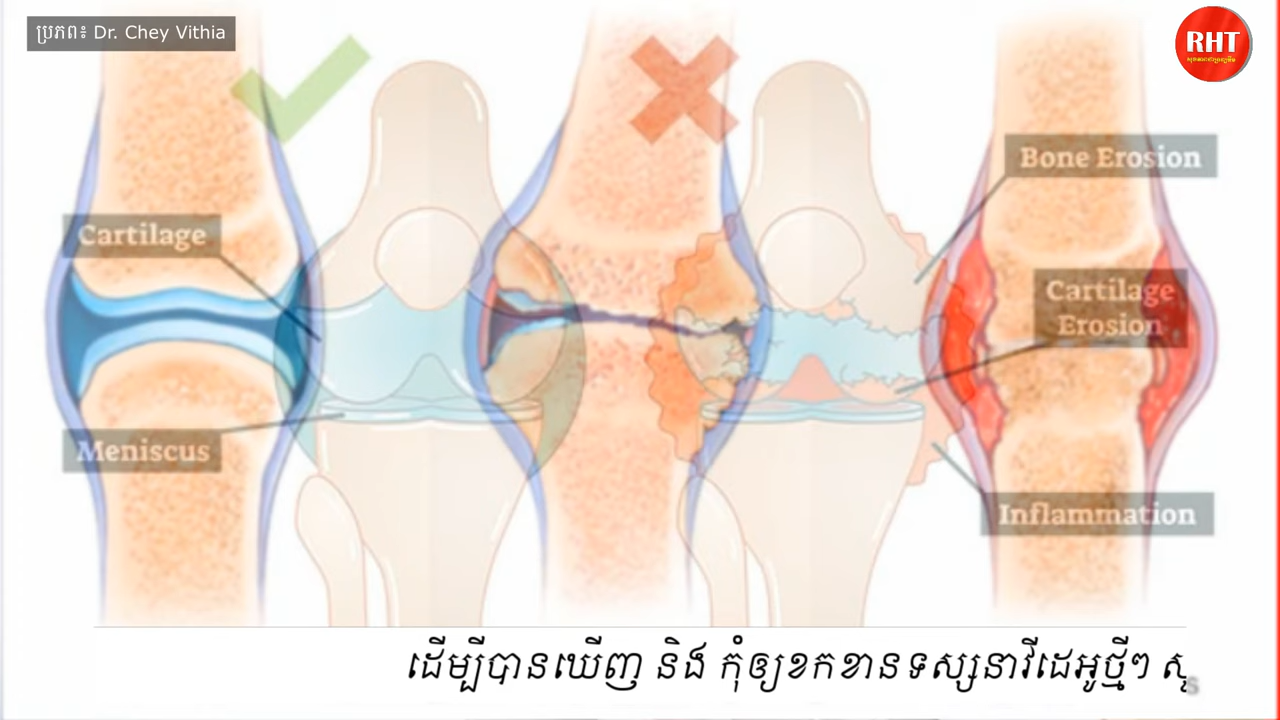 ប្រភព៖ Dr. Chey Vithia
RHT
Bone Erosion
Cartilage
Cartilage
Erosion
Meniscus
Inflammation
ដើម្បីបានឃើញ និង កុំឲ្យខកខានទស្សនាវីដេអូថ្មីៗ